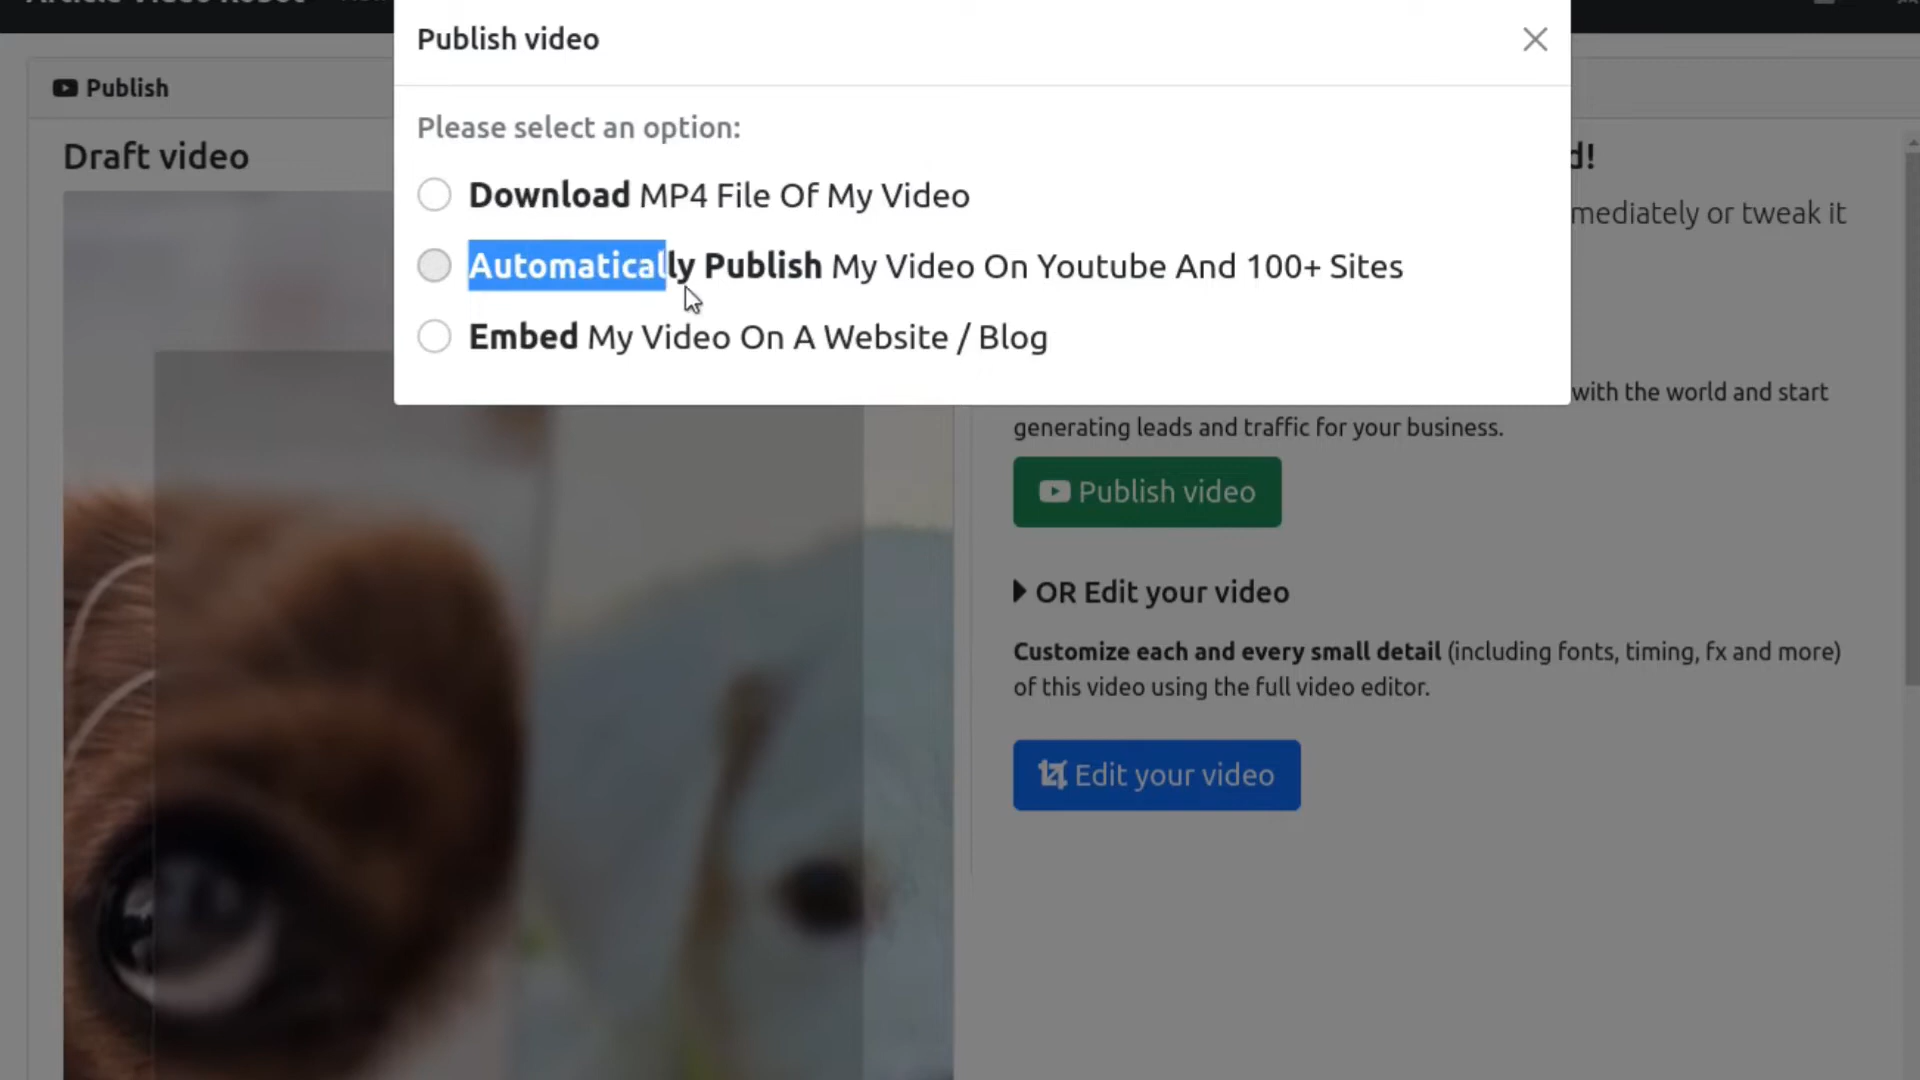 Article Video Robot
Publish video
Publish
Please select an option:
Draft video
d!
Download MP4 File Of My Video
mediately or tweak it
Automatically Publish My Video On Youtube And 100+ Sites
Embed My Video On A Website / Blog
with the world and start
generating leads and traffic for your business.
Publish video
OR Edit your video
Customize each and every small detail (including fonts, timing, fx and more)
of this video using the full video editor.
Edit your video